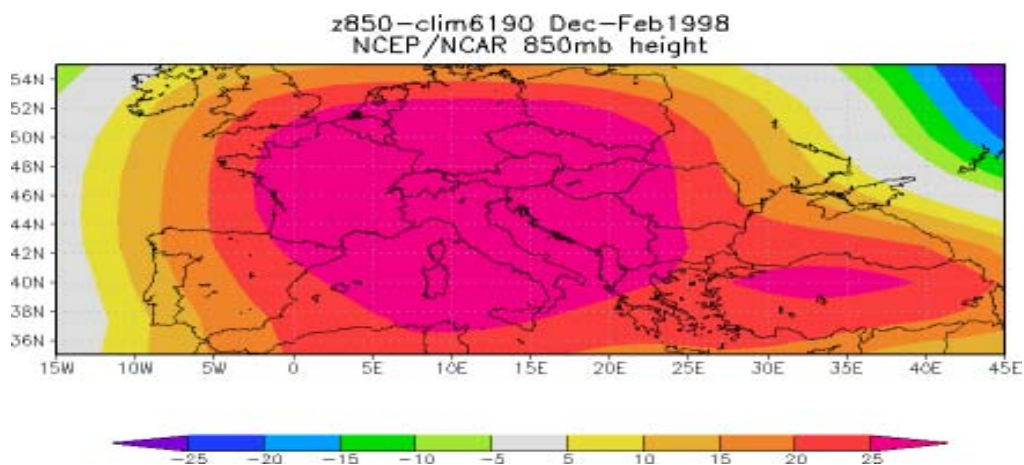 z850-clim6190 Dec-Feb1998
NCEP/NCAR 850mb height
54N
52N
50N
48N
46N
44N
42N
40N
38N
36N
15W 10W 5W 0 5E 10E 15E 20E 25E 30E 35E 40E 45E
-25 -20 -15 -10 -5 5 10 15 20 25